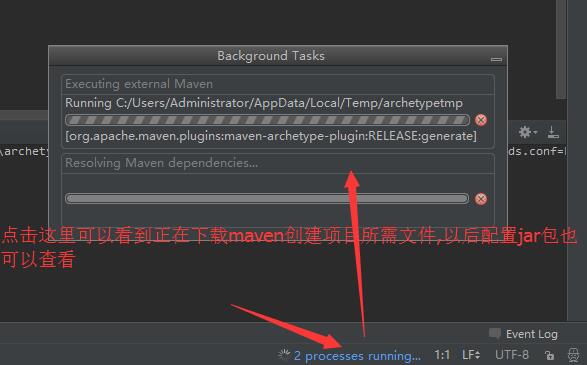 Background Tasks
Executing external Maven
Running C:/Users/Administrator/AppData/Local/Temp/archetypetmp
[org.apache.maven.plugins:maven-archetype-plugin:RELEASE:generate]
\archety
ds.conf=
Resolving Maven dependencies...
点击这里可以看到正在下载maven创建项目所需文件,以后配置jar包也
可以查看
Event Log
2 processes running... 1:1 LF UTF-8